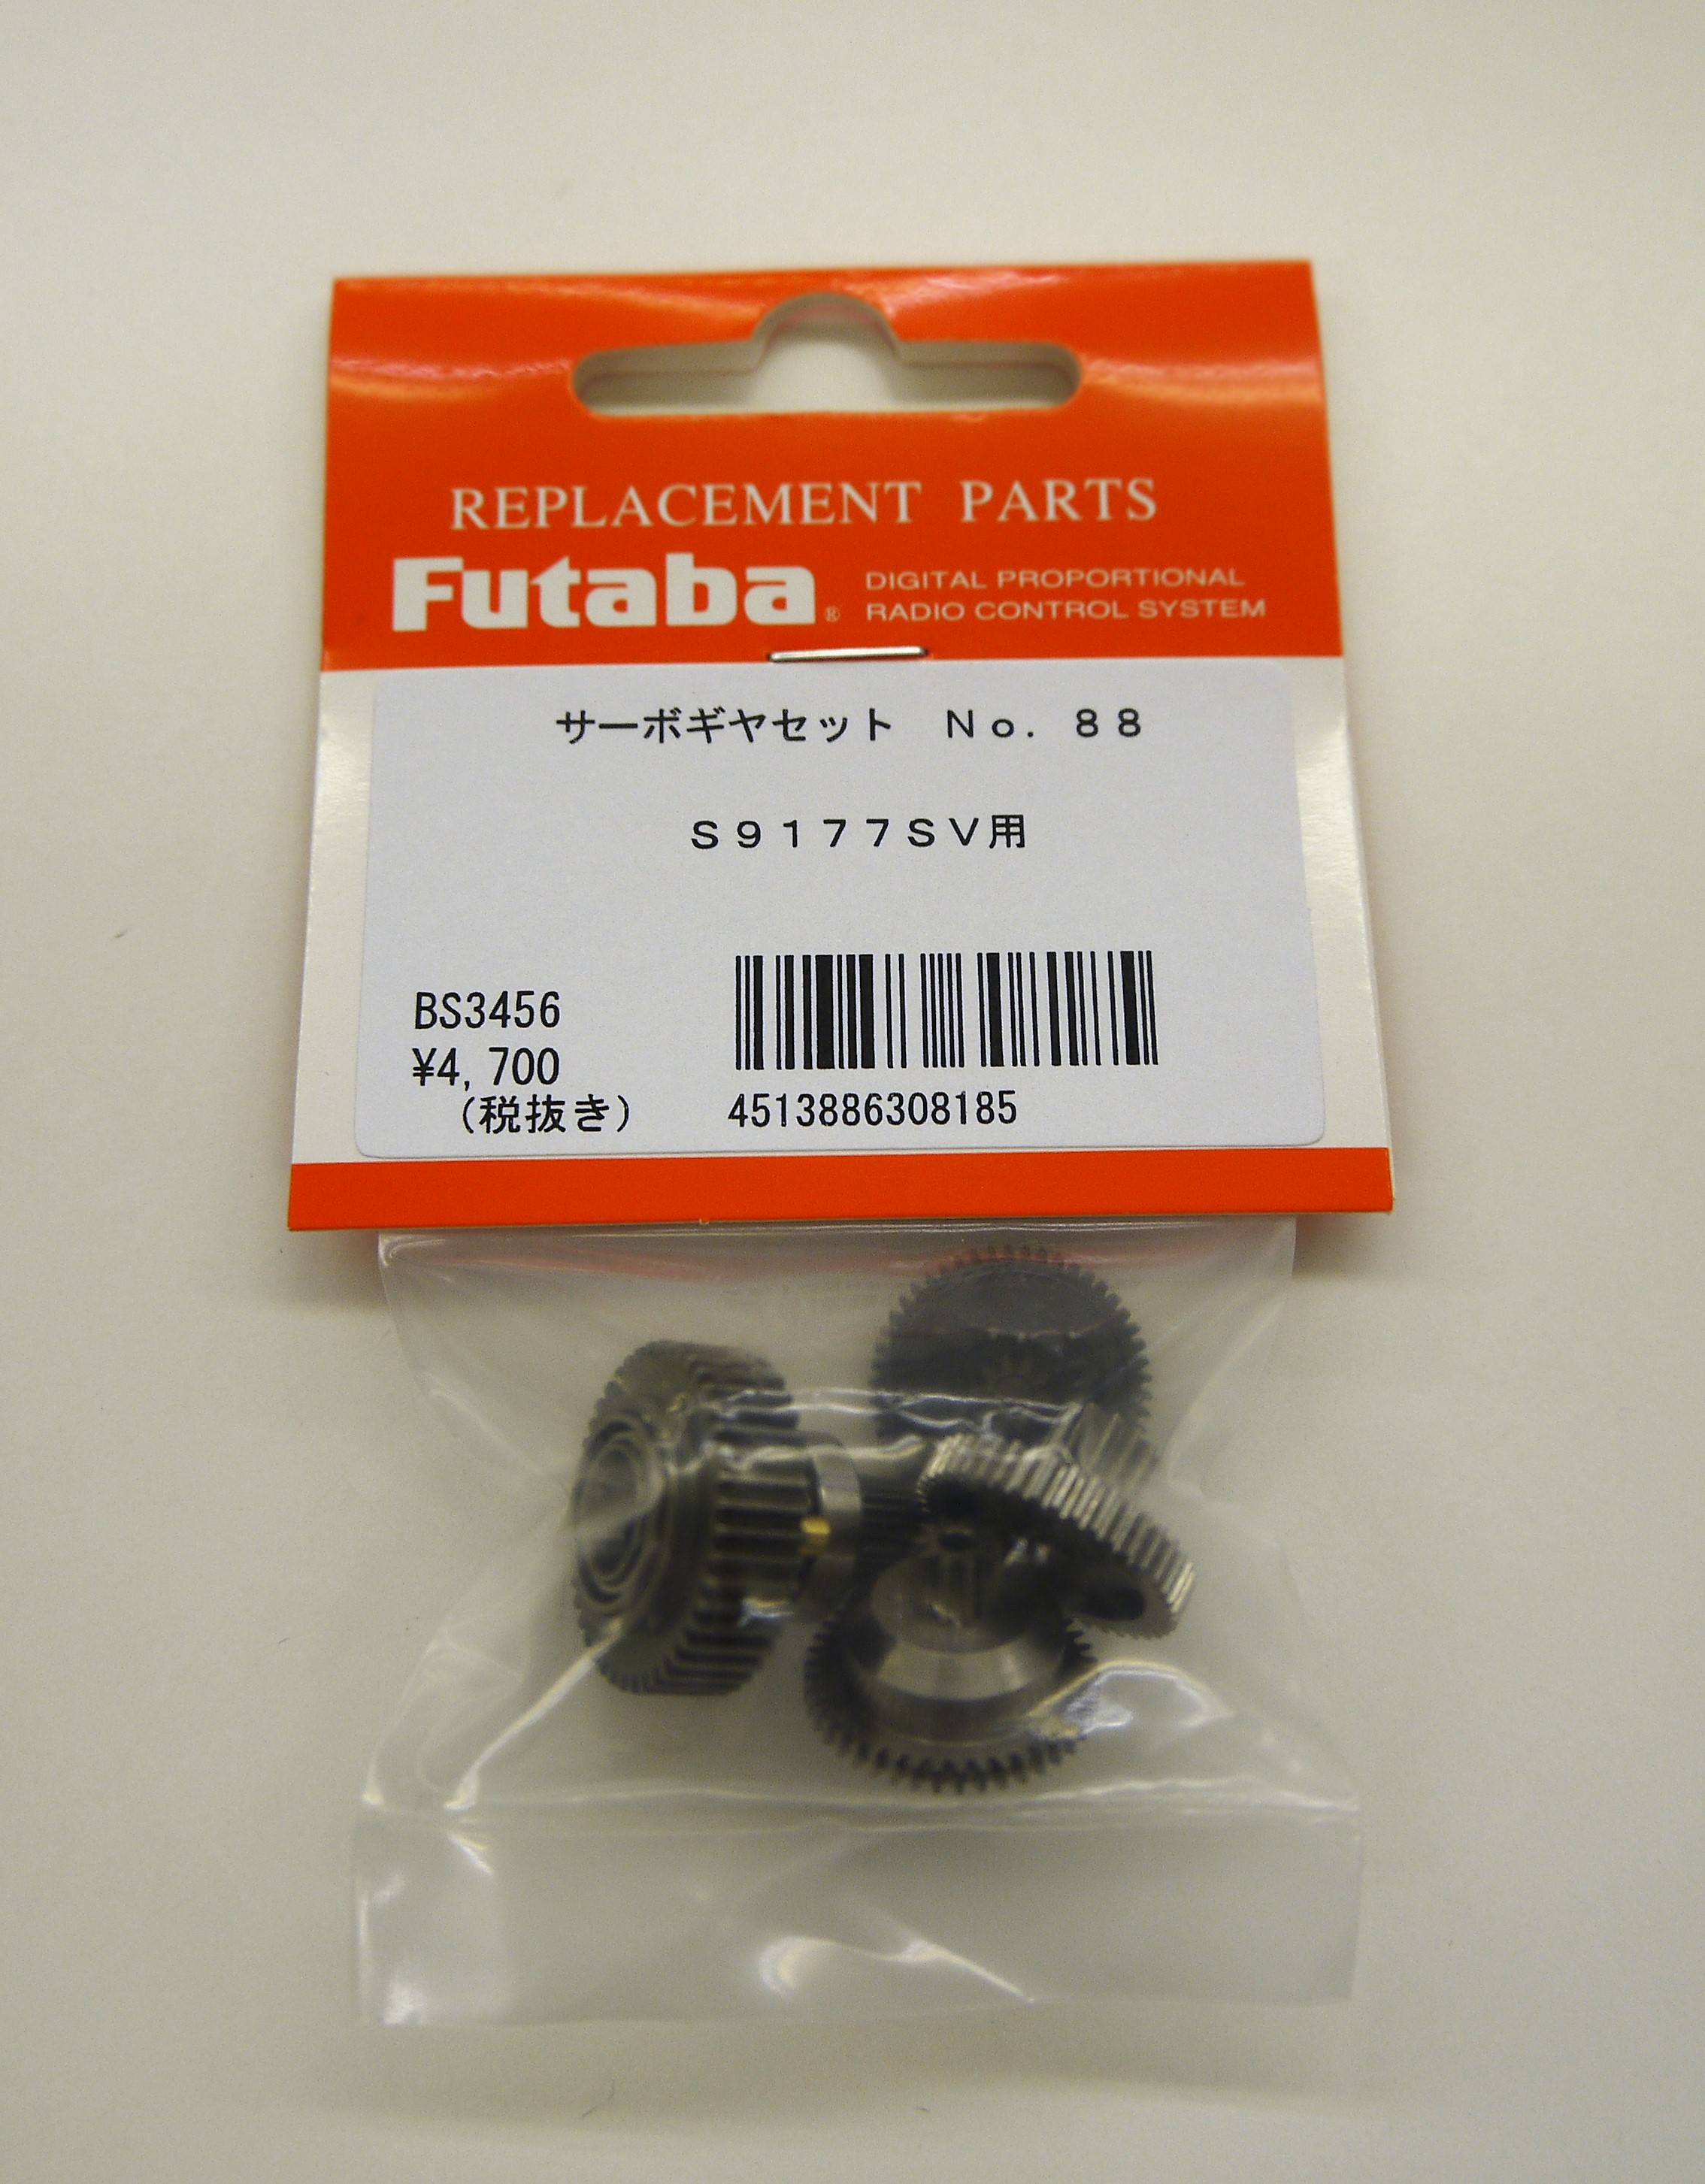 REPLACEMENT PARTS
Futaba®
DIGITAL PROPORTIONAL
RADIO CONTROL SYSTEM
サーボギヤセット　Ｎｏ．８８
Ｓ９１７７ＳＶ用
BS3456
¥4,700
(税抜き)
4513886308185